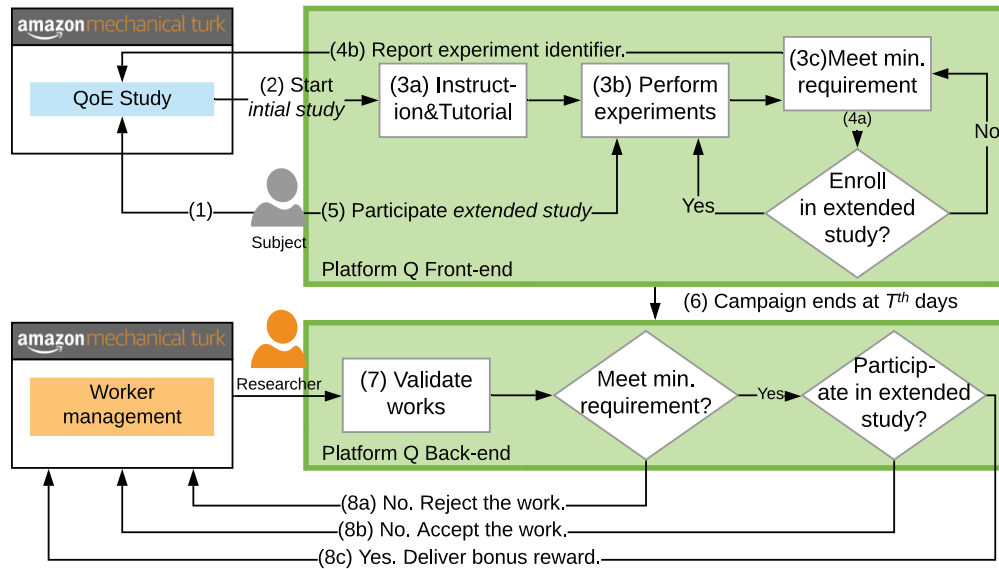 amazonmechanical turk
QoE Study
(1)
Subject
(2) Start
intial study
(4b) Report experiment identifier.
(3a) Instruct-
ion&Tutorial
(3b) Perform
experiments
(3c)Meet min.
requirement
(4a)
No
Enroll
in extended
study?
Yes
(5) Participate extended study
Platform Q Front-end
(6) Campaign ends at Tth days
amazonmechanical turk
Worker
management
Researcher
(7) Validate
works
Meet min.
requirement?
Yes
Particip-
ate in extended
study?
Platform Q Back-end
(8a) No. Reject the work.
(8b) No. Accept the work.
(8c) Yes. Deliver bonus reward.